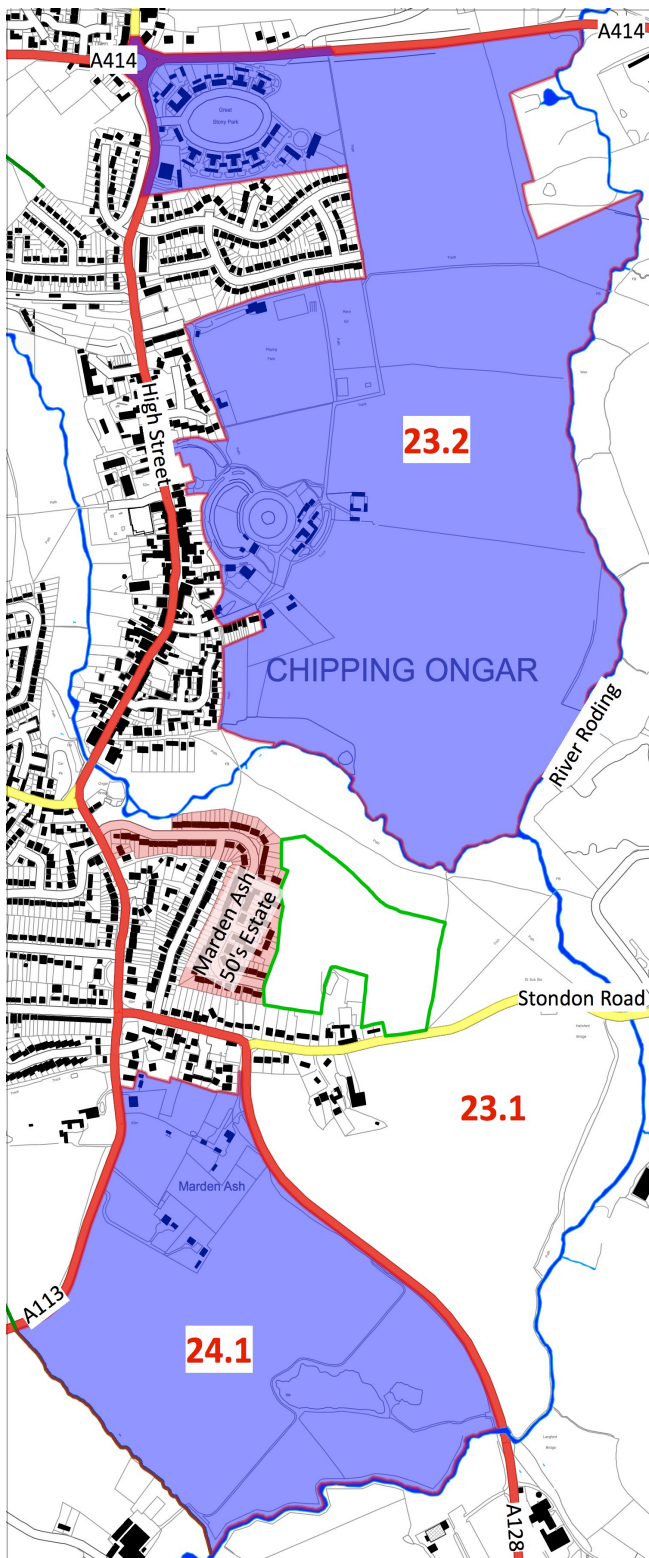 A414
A414
Great
Stony Park
High Street
23.2
CHIPPING ONGAR
River Roding
Marden Ash
50's Estate
Stondon Road
23.1
Marden Ash
A113
24.1
A128